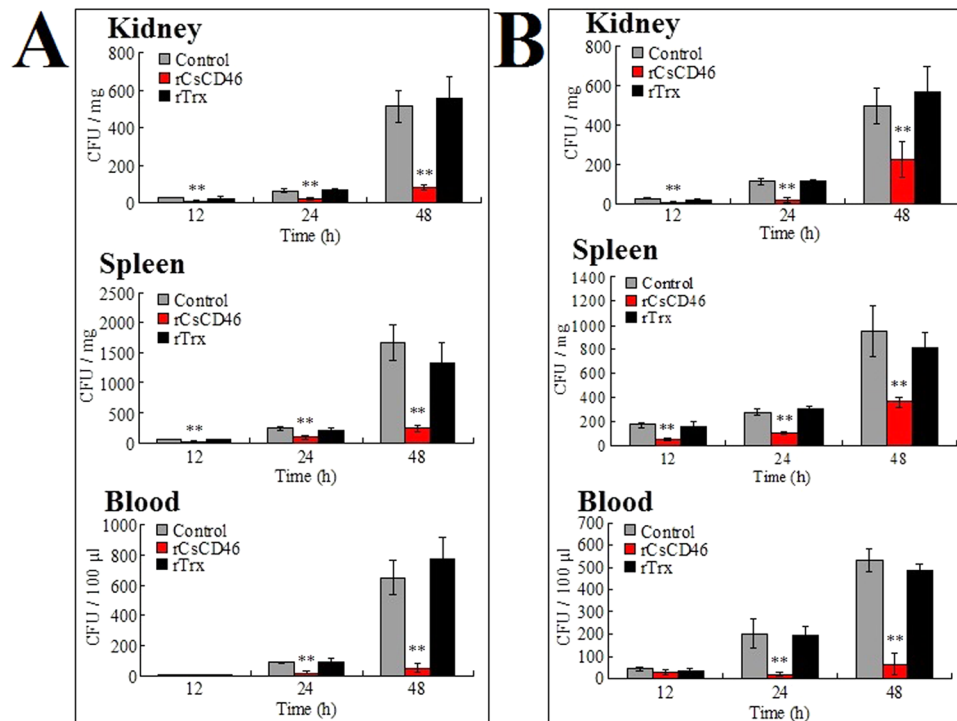 A
Kidney
Control
rCsCD46
rTrx
800
600
400
200
0
CFU / mg
**
**
**
12
24
48
Time (h)
Spleen
Control
rCsCD46
rTrx
2500
2000
1500
1000
500
0
CFU / mg
**
**
**
12
24
48
Time (h)
Blood
Control
rCsCD46
rTrx
1000
800
600
400
200
0
CFU / 100 µl
**
**
12
24
48
Time (h)
B
Kidney
Control
rCsCD46
rTrx
800
600
400
200
0
CFU / mg
**
**
**
12
24
48
Time (h)
Spleen
Control
rCsCD46
rTrx
1400
1200
1000
800
600
400
200
0
CFU / mg
**
**
**
12
24
48
Time (h)
Blood
Control
rCsCD46
rTrx
700
600
500
400
300
200
100
0
CFU / 100 µl
**
**
12
24
48
Time (h)